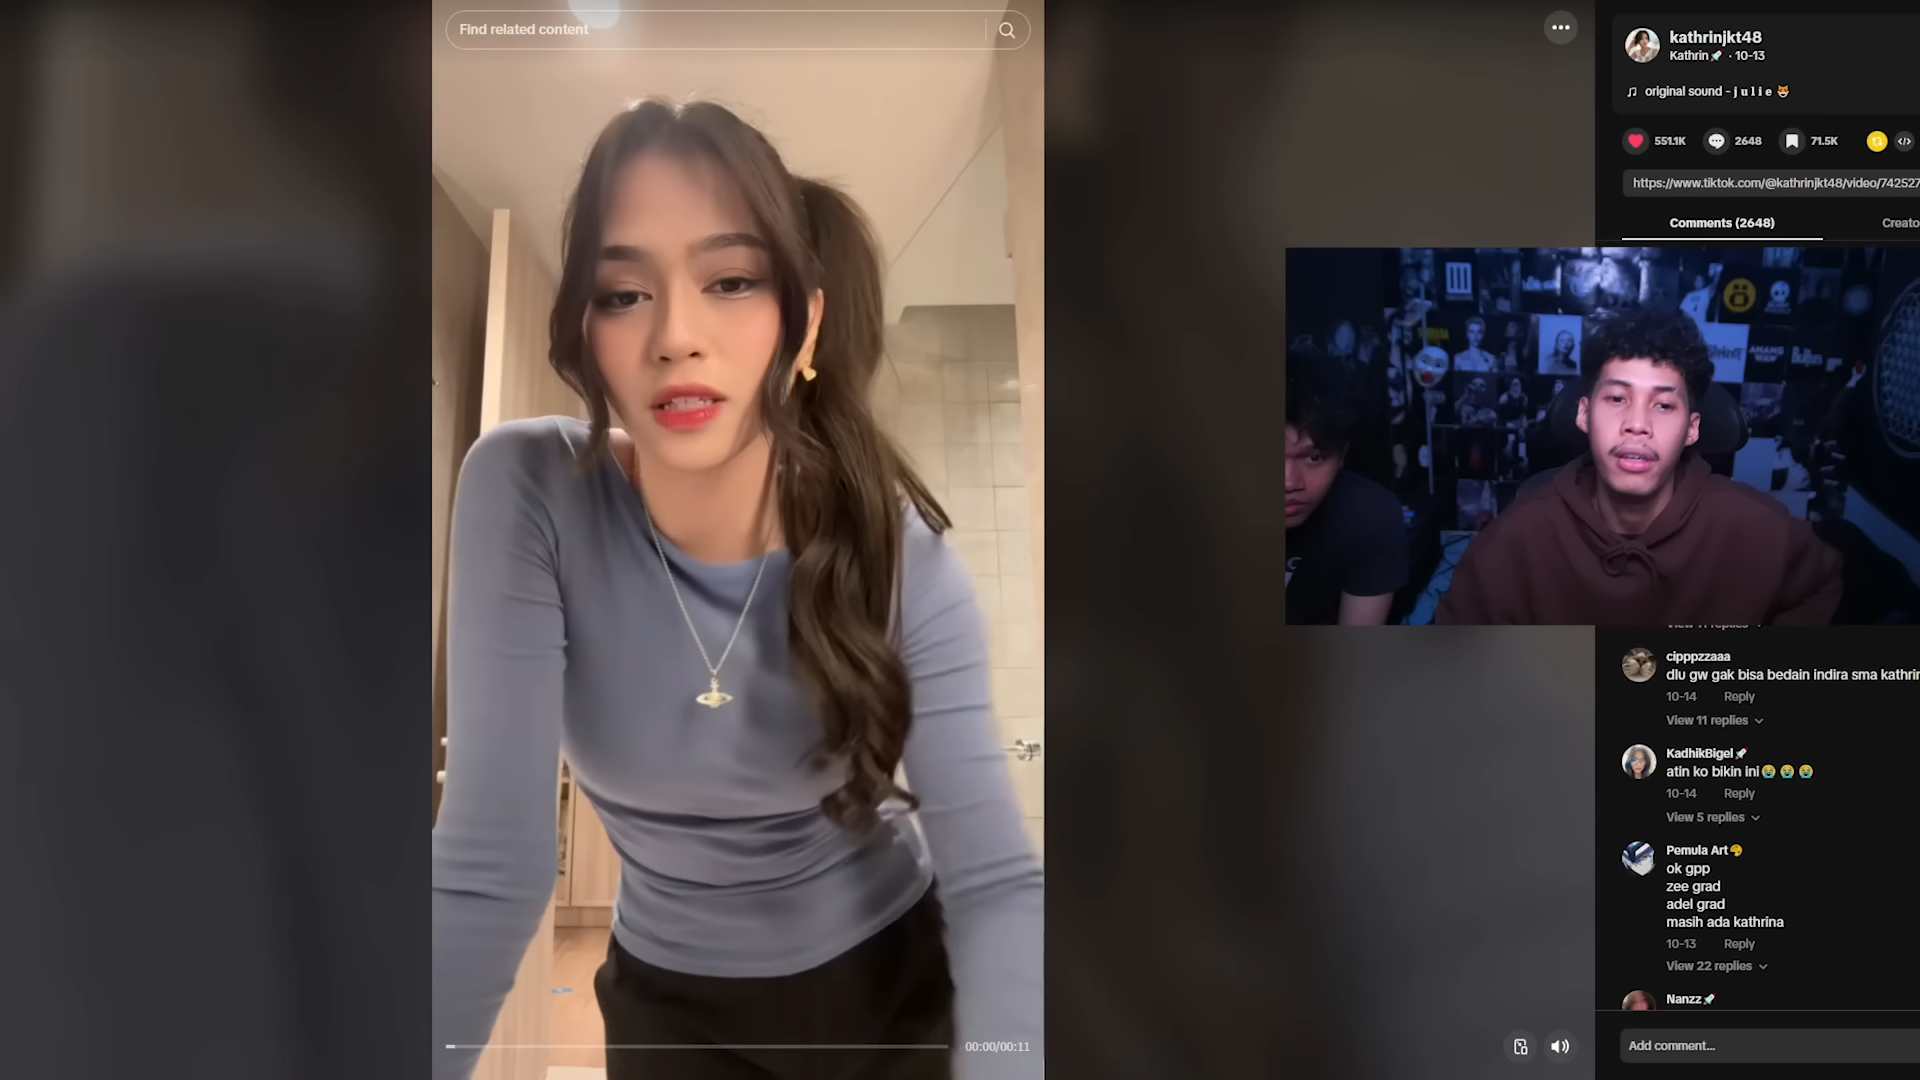 Find related content
kathrinjkt48
Kathrin🚀 · 10-13
original sound - j u l i e 😼
551.1K
2648
71.5K
https://www.tiktok.com/@kathrinjkt48/video/742527
Comments (2648)
Creato
ANANG
cipppzzaaa
dlu gw gak bisa bedain indira sma kathrin
10-14 Reply
View 11 replies
KadhikBigel🚀
atin ko bikin ini😭😭😭
10-14 Reply
View 5 replies
Pemula Art
ok gpp
zee grad
adel grad
masih ada kathrina
10-13 Reply
View 22 replies
Nanzz🚀
Add comment...
00:00/00:11